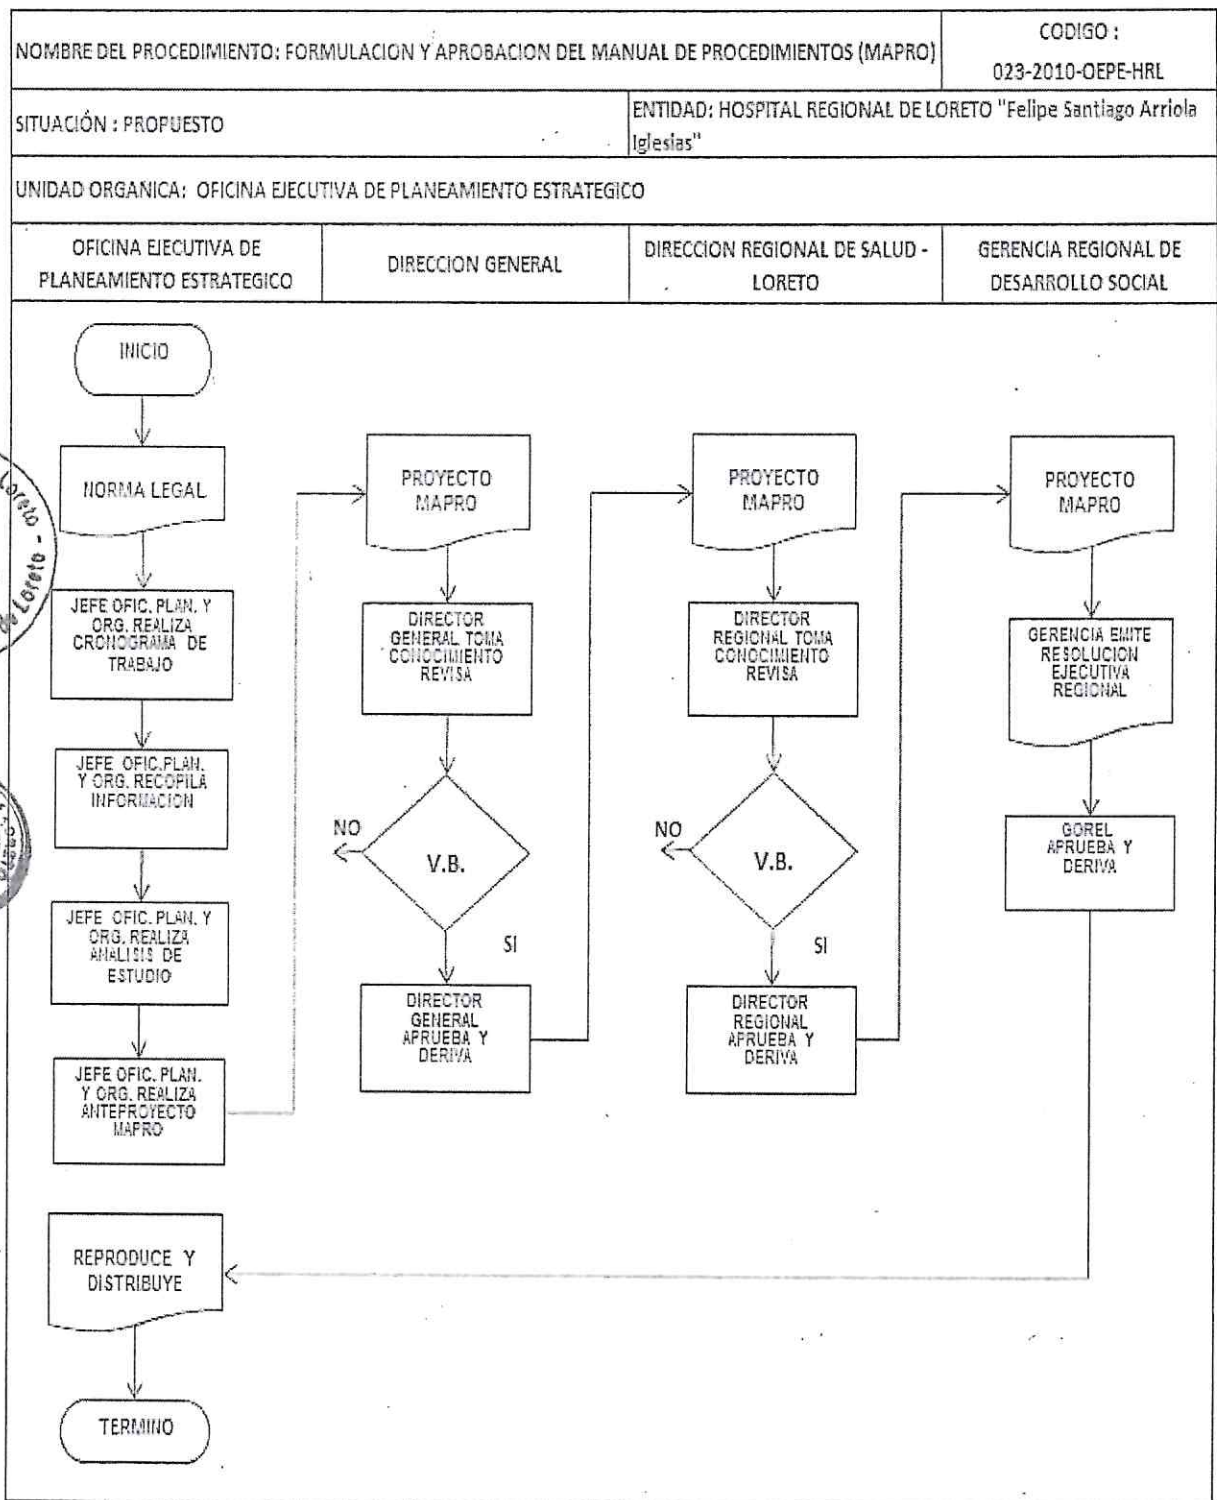 NOMBRE DEL PROCEDIMIENTO: FORMULACION Y APROBACION DEL MANUAL DE PROCEDIMIENTOS (MAPRO)
CODIGO :
023-2010-OEPE-HRL
SITUACIÓN : PROPUESTO
ENTIDAD: HOSPITAL REGIONAL DE LORETO "Felipe Santiago Arriola
Iglesias"
UNIDAD ORGANICA: OFICINA EJECUTIVA DE PLANEAMIENTO ESTRATEGICO
OFICINA EJECUTIVA DE
PLANEAMIENTO ESTRATEGICO
DIRECCION GENERAL
DIRECCION REGIONAL DE SALUD -
LORETO
GERENCIA REGIONAL DE
DESARROLLO SOCIAL
INICIO
NORMA LEGAL
JEFE OFIC. PLAN. Y
ORG. REALIZA
CRONOGRAMA DE
TRABAJO
JEFE OFIC.PLAN.
Y ORG. RECOPILA
INFORMACION
JEFE OFIC. PLAN. Y
ORG. REALIZA
ANALISIS DE
ESTUDIO
JEFE OFIC. PLAN.
Y ORG. REALIZA
ANTEPROYECTO
MAPRO
REPRODUCE Y
DISTRIBUYE
TERMINO
PROYECTO
MAPRO
DIRECTOR
GENERAL TOMA
CONOCIMIENTO
REVISA
NO
V.B.
SI
DIRECTOR
GENERAL
APRUEBA Y
DERIVA
PROYECTO
MAPRO
DIRECTOR
REGIONAL TOMA
CONOCIMIENTO
REVISA
NO
V.B.
SI
DIRECTOR
REGIONAL
APRUEBA Y
DERIVA
PROYECTO
MAPRO
GERENCIA EMITE
RESOLUCION
EJECUTIVA
REGIONAL
GOREL
APRUEBA Y
DERIVA
Loreto -
de Loreto -